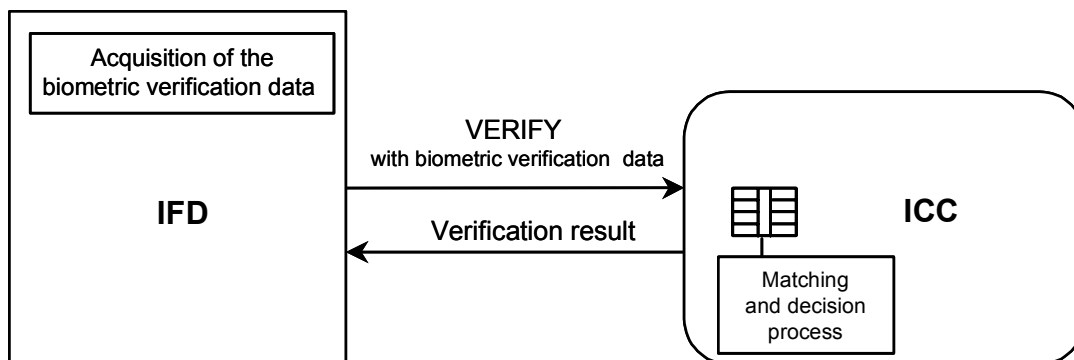 Acquisition of the
biometric verification data
IFD
VERIFY
with biometric verification data
Verification result
ICC
Matching
and decision
process